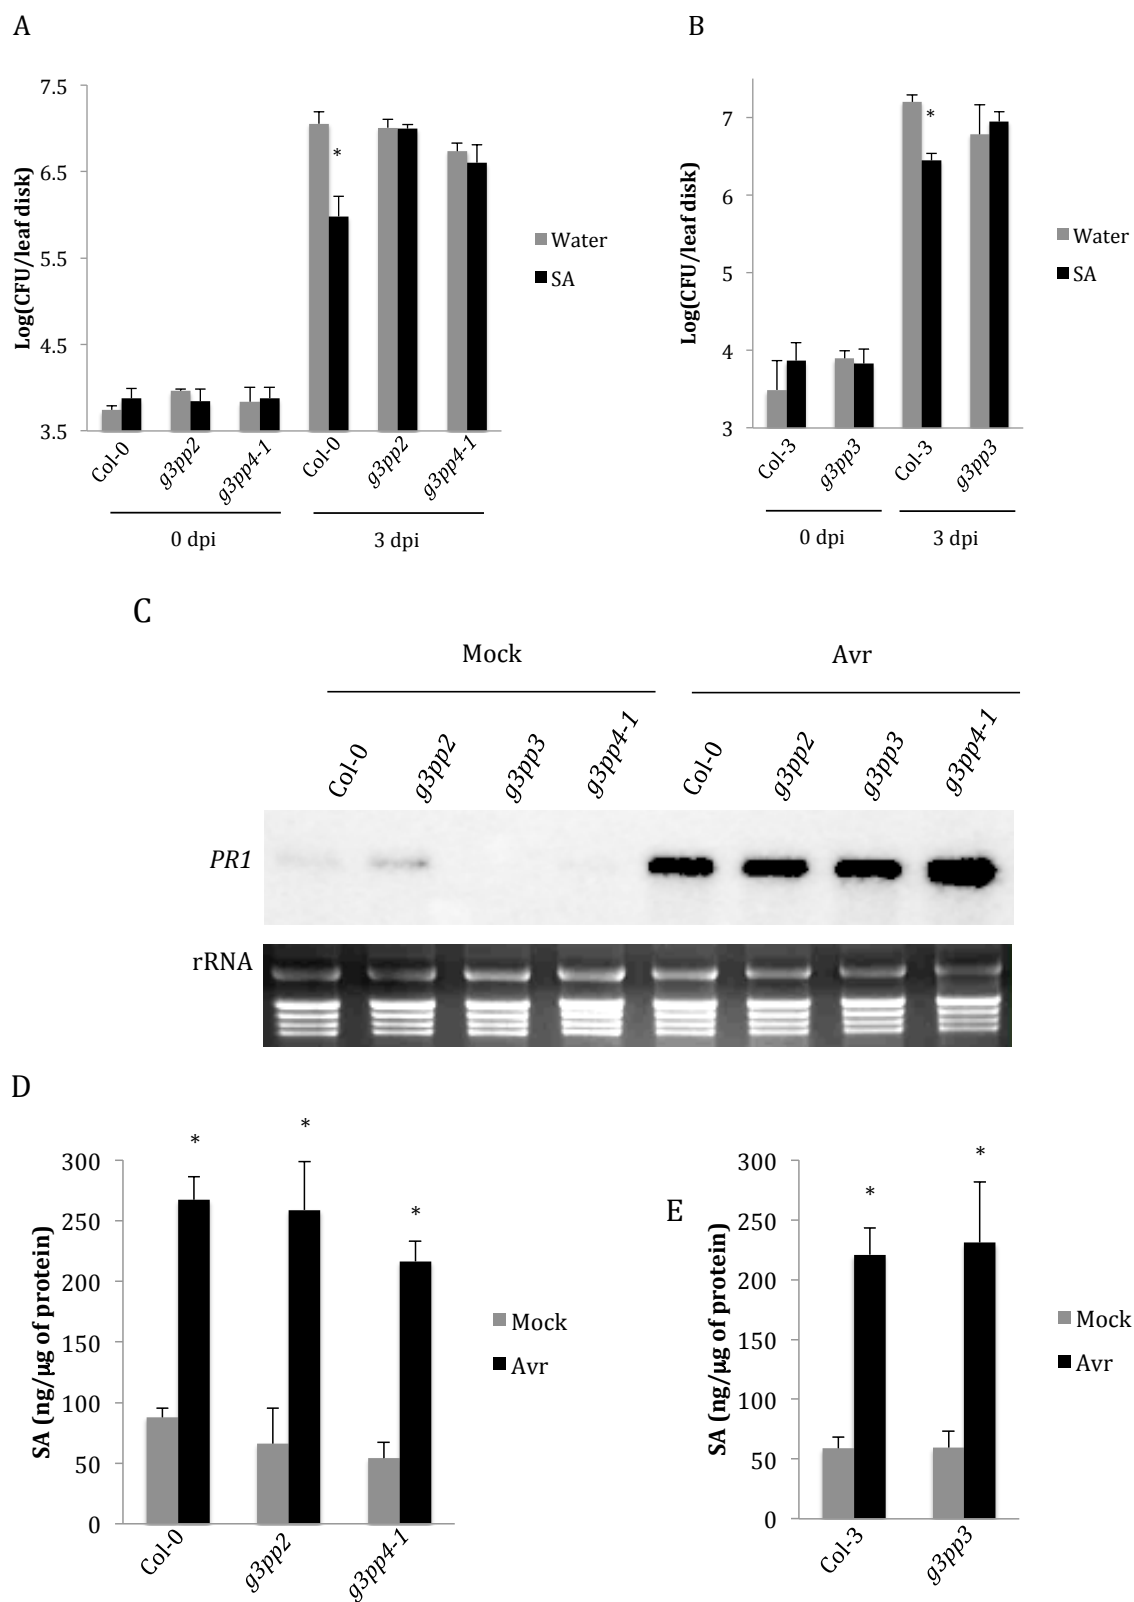 A
7.5
6.5
5.5
4.5
3.5
Log(CFU/leaf disk)
Col-0
g3pp2
g3pp4-1
Col-0
g3pp2
g3pp4-1
0 dpi
3 dpi
*
Water
SA
B
7
6
5
4
3
Log(CFU/leaf disk)
Col-3
g3pp3
Col-3
g3pp3
0 dpi
3 dpi
*
Water
SA
C
Mock
Avr
Col-0
g3pp2
g3pp3
g3pp4-1
Col-0
g3pp2
g3pp3
g3pp4-1
PR1
rRNA
D
300
250
200
150
100
50
0
SA (ng/µg of protein)
*
*
*
Col-0
g3pp2
g3pp4-1
Mock
Avr
E
300
250
200
150
100
50
0
SA (ng/µg of protein)
*
*
Col-3
g3pp3
Mock
Avr